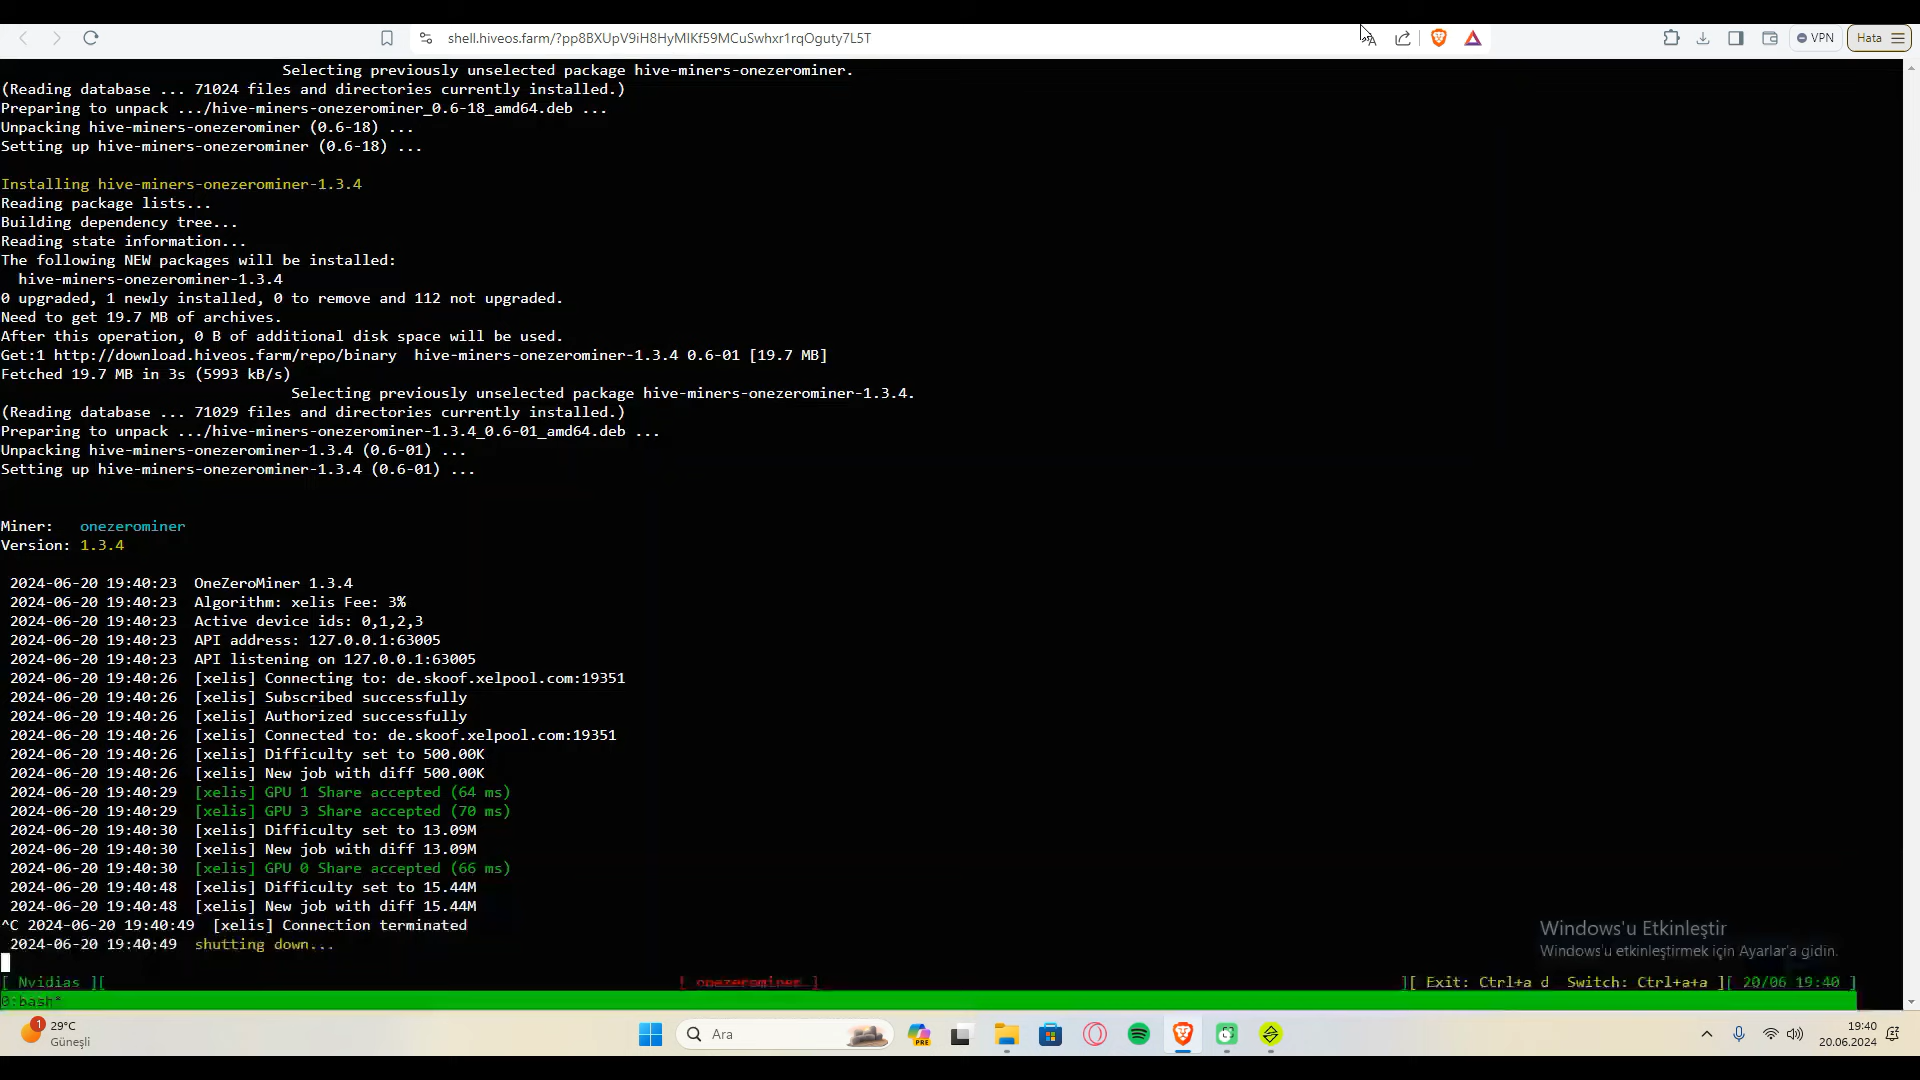 shell.hiveos.farm/?pp8BXUpV9iH8HyMIKf59MCuSwhxr1rqOguty7L5T
VPN
Hata
Selecting previously unselected package hive-miners-onezerominer.
(Reading database ... 71024 files and directories currently installed.)
Preparing to unpack .../hive-miners-onezerominer_0.6-18_amd64.deb ...
Unpacking hive-miners-onezerominer (0.6-18) ...
Setting up hive-miners-onezerominer (0.6-18) ...
Installing hive-miners-onezerominer-1.3.4
Reading package lists...
Building dependency tree...
Reading state information...
The following NEW packages will be installed:
hive-miners-onezerominer-1.3.4
0 upgraded, 1 newly installed, 0 to remove and 112 not upgraded.
Need to get 19.7 MB of archives.
After this operation, 0 B of additional disk space will be used.
Get:1 http://download.hiveos.farm/repo/binary  hive-miners-onezerominer-1.3.4 0.6-01 [19.7 MB]
Fetched 19.7 MB in 3s (5993 kB/s)
Selecting previously unselected package hive-miners-onezerominer-1.3.4.
(Reading database ... 71029 files and directories currently installed.)
Preparing to unpack .../hive-miners-onezerominer-1.3.4_0.6-01_amd64.deb ...
Unpacking hive-miners-onezerominer-1.3.4 (0.6-01) ...
Setting up hive-miners-onezerominer-1.3.4 (0.6-01) ...
Miner:   onezerominer
Version: 1.3.4
2024-06-20 19:40:23  OneZeroMiner 1.3.4
2024-06-20 19:40:23  Algorithm: xelis Fee: 3%
2024-06-20 19:40:23  Active device ids: 0,1,2,3
2024-06-20 19:40:23  API address: 127.0.0.1:63005
2024-06-20 19:40:23  API listening on 127.0.0.1:63005
2024-06-20 19:40:26  [xelis] Connecting to: de.skoof.xelpool.com:19351
2024-06-20 19:40:26  [xelis] Subscribed successfully
2024-06-20 19:40:26  [xelis] Authorized successfully
2024-06-20 19:40:26  [xelis] Connected to: de.skoof.xelpool.com:19351
2024-06-20 19:40:26  [xelis] Difficulty set to 500.00K
2024-06-20 19:40:26  [xelis] New job with diff 500.00K
2024-06-20 19:40:29  [xelis] GPU 1 Share accepted (64 ms)
2024-06-20 19:40:29  [xelis] GPU 3 Share accepted (70 ms)
2024-06-20 19:40:30  [xelis] Difficulty set to 13.09M
2024-06-20 19:40:30  [xelis] New job with diff 13.09M
2024-06-20 19:40:30  [xelis] GPU 0 Share accepted (66 ms)
2024-06-20 19:40:48  [xelis] Difficulty set to 15.44M
2024-06-20 19:40:48  [xelis] New job with diff 15.44M
^C 2024-06-20 19:40:49  [xelis] Connection terminated
2024-06-20 19:40:49  shutting down...
Windows'u Etkinleştir
Windows'u etkinleştirmek için Ayarlar'a gidin.
[ Nvidias ][ [ onezerominer ] ][ Exit: Ctrl+a d  Switch: Ctrl+a+a ][ 20/06 19:40 ]
0:bash*
1
29°C
Güneşli
Ara
PRE
19:40
20.06.2024